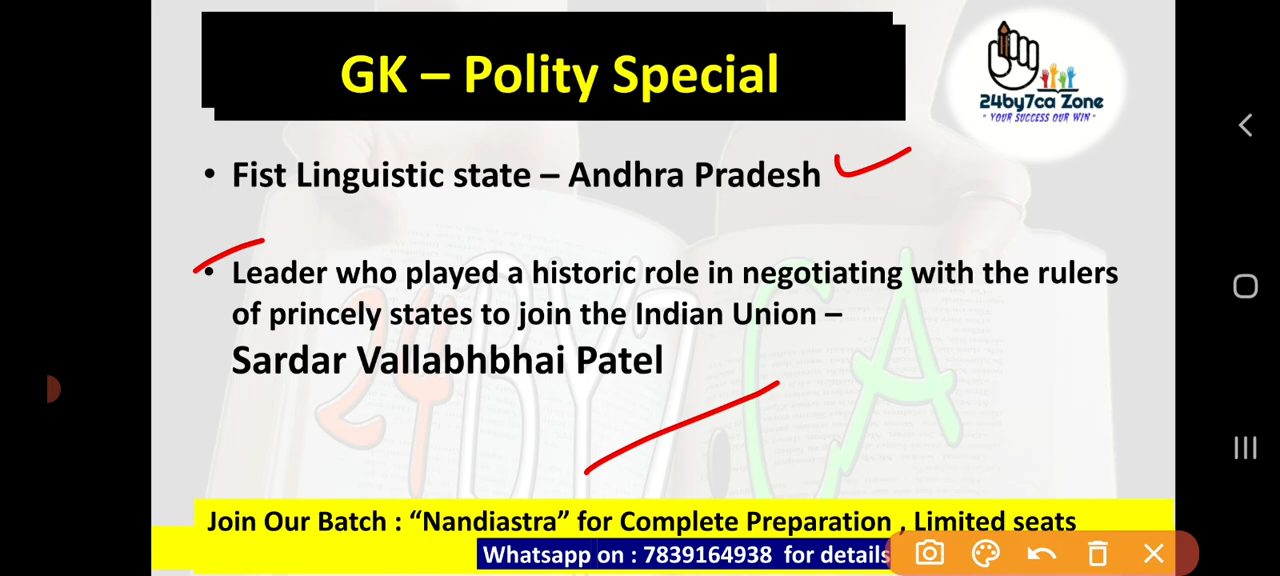 GK – Polity Special
24by7ca Zone
" YOUR SUCCESS OUR WIN "
• Fist Linguistic state – Andhra Pradesh
• Leader who played a historic role in negotiating with the rulers
of princely states to join the Indian Union –
Sardar Vallabhbhai Patel
24BY7.CA
Join Our Batch : “Nandiastra” for Complete Preparation , Limited seats
Whatsapp on : 7839164938 for details